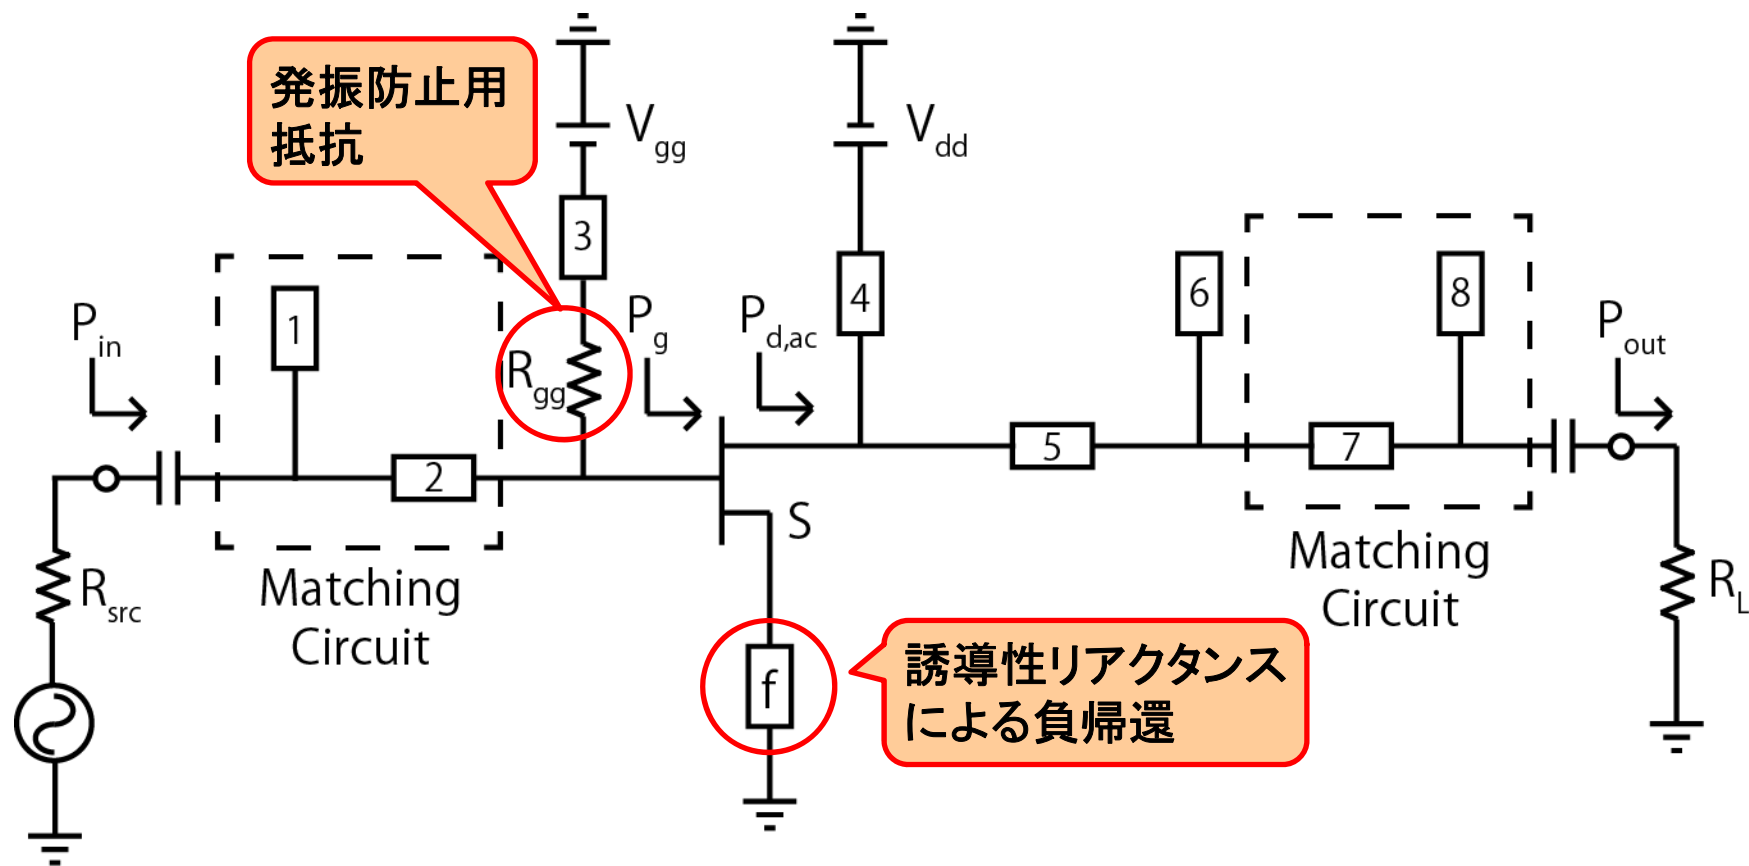 発振防止用
抵抗
V gg
V dd
3
4
6
8
1
P in
R gg
P g
P d,ac
P out
2
5
7
S
Matching
Circuit
Matching
Circuit
R src
R L
f
誘導性リアクタンス
による負帰還